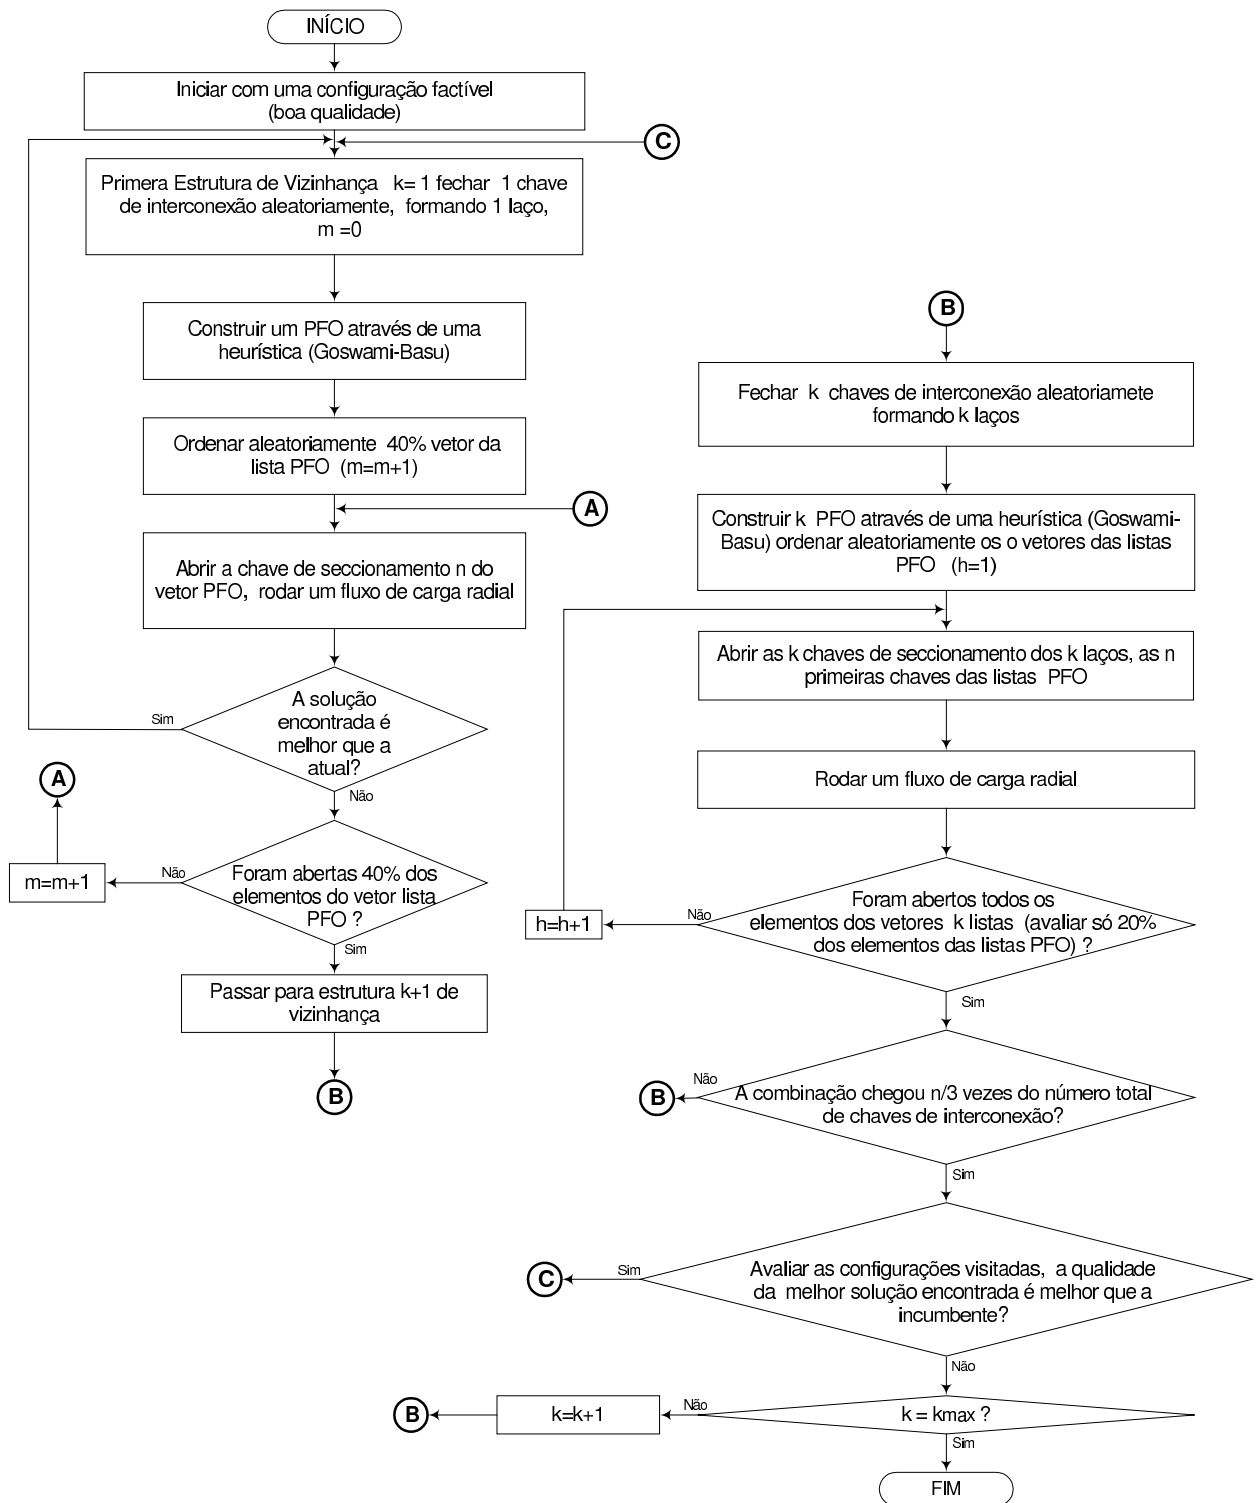 INÍCIO
Iniciar com uma configuração factível
(boa qualidade)
C
Primera Estrutura de Vizinhança k= 1 fechar 1 chave
de interconexão aleatoriamente, formando 1 laço,
m =0
Construir um PFO através de uma
heurística (Goswami-Basu)
Ordenar aleatoriamente 40% vetor da
lista PFO (m=m+1)
A
Abrir a chave de seccionamento n do
vetor PFO, rodar um fluxo de carga radial
A solução
encontrada é
melhor que a
atual?
Sim
Não
A
m=m+1
Não
Foram abertas 40% dos
elementos do vetor lista
PFO ?
Sim
Passar para estrutura k+1 de
vizinhança
B
B
Fechar k chaves de interconexão aleatoriamete
formando k laços
Construir k PFO através de uma heurística (Goswami-
Basu) ordenar aleatoriamente os o vetores das listas
PFO (h=1)
Abrir as k chaves de seccionamento dos k laços, as n
primeiras chaves das listas PFO
Rodar um fluxo de carga radial
Foram abertos todos os
elementos dos vetores k listas (avaliar só 20%
dos elementos das listas PFO) ?
Não
h=h+1
Sim
A combinação chegou n/3 vezes do número total
de chaves de interconexão?
Não
B
Sim
Avaliar as configurações visitadas, a qualidade
da melhor solução encontrada é melhor que a
incumbente?
Sim
C
Não
k = kmax ?
Não
k=k+1
B
Sim
FIM